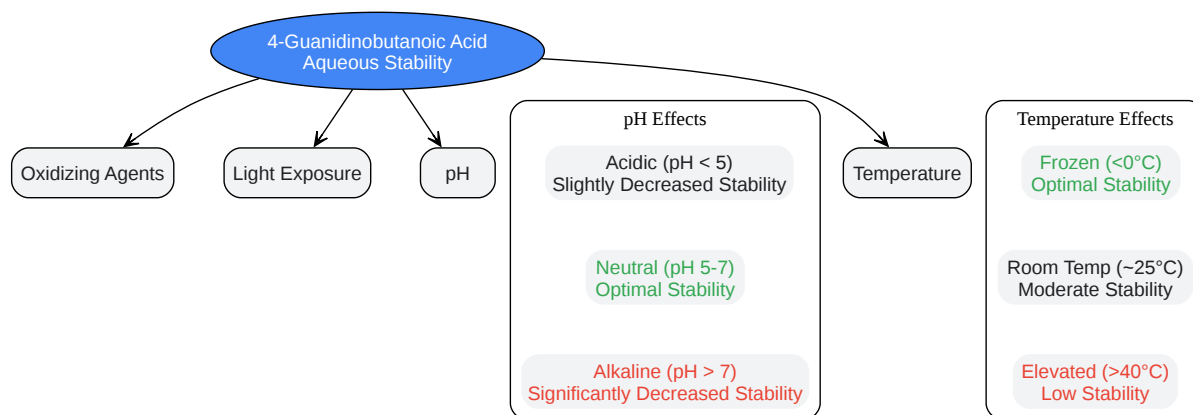 4-Guanidinobutanoic Acid
Aqueous Stability
Oxidizing Agents
Light Exposure
pH
pH Effects
Acidic (pH < 5)
Slightly Decreased Stability
Neutral (pH 5-7)
Optimal Stability
Alkaline (pH > 7)
Significantly Decreased Stability
Temperature
Temperature Effects
Frozen (<0°C)
Optimal Stability
Room Temp (~25°C)
Moderate Stability
Elevated (>40°C)
Low Stability